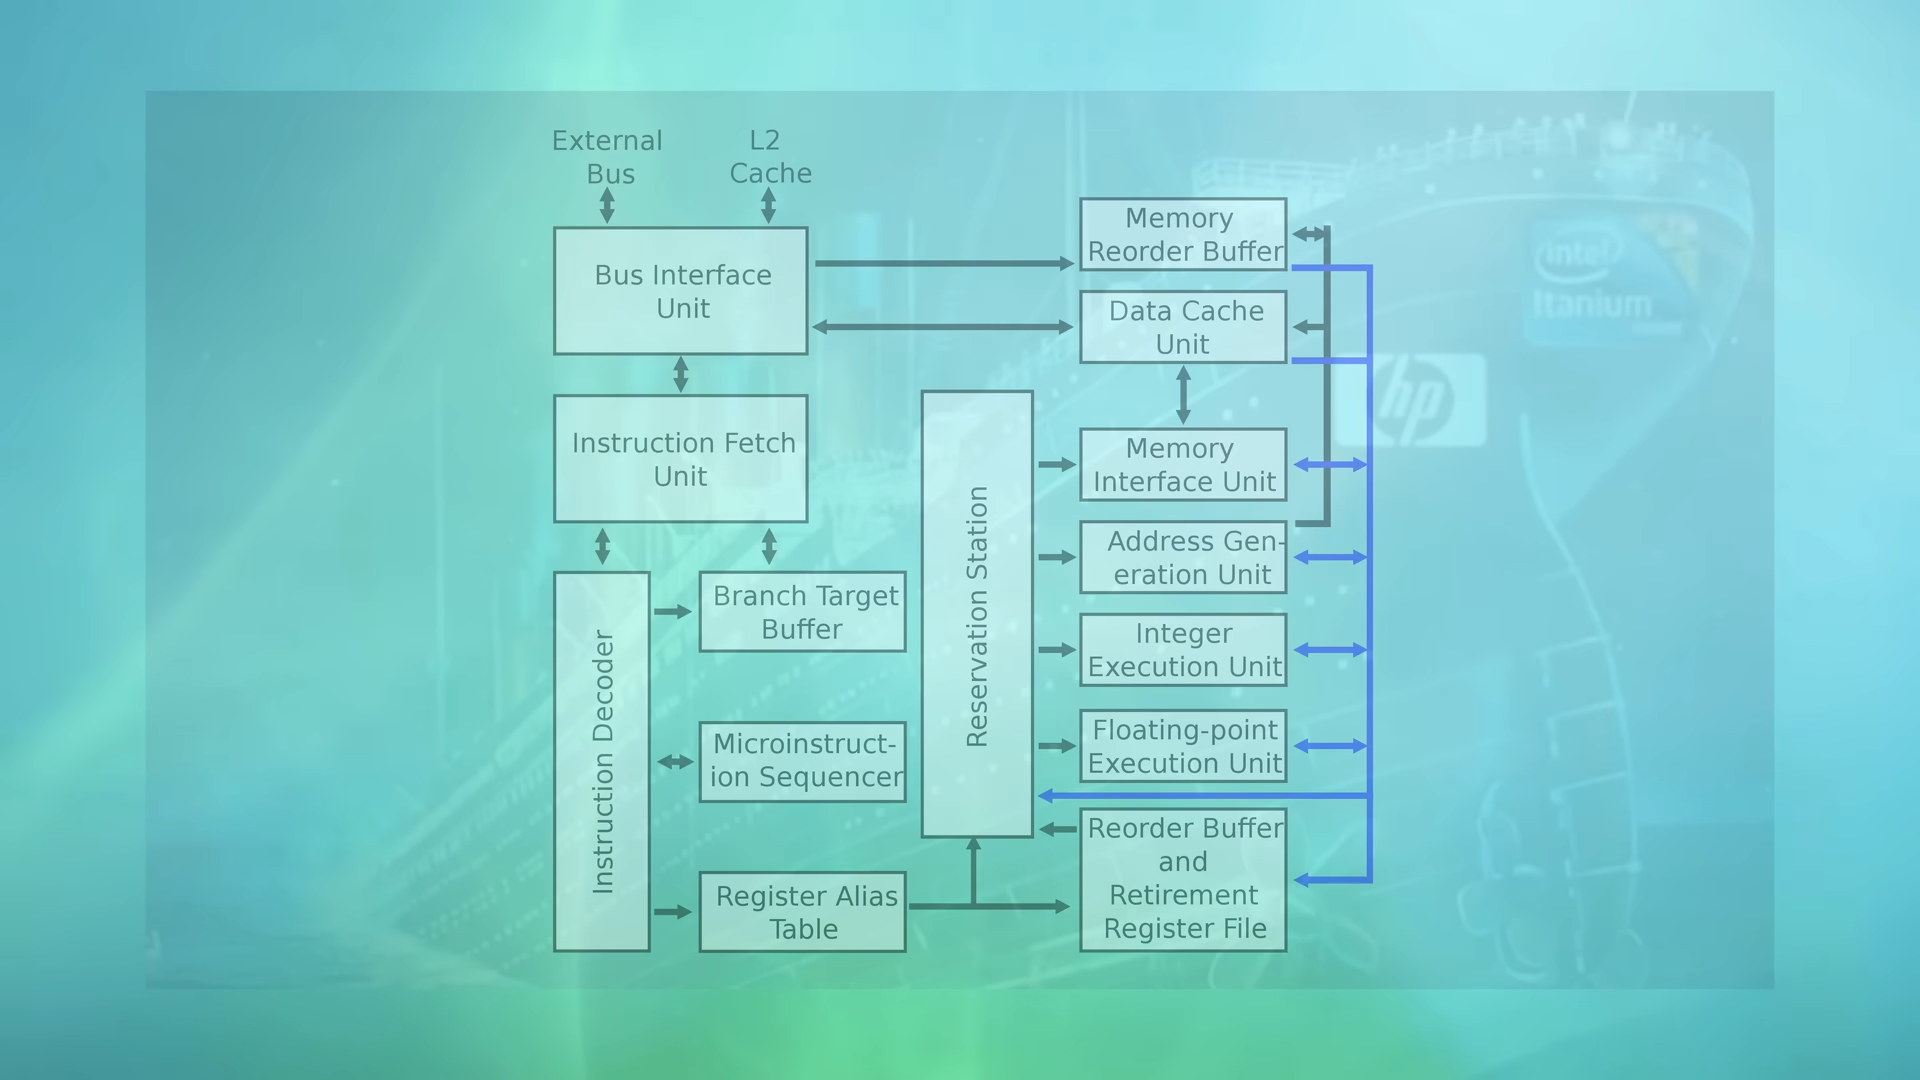 External
Bus
L2
Cache
Memory
Reorder Buffer
Bus Interface
Unit
Data Cache
Unit
intel
Itanium
hp
Instruction Fetch
Unit
Memory
Interface Unit
Reservation Station
Address Gen-
eration Unit
Branch Target
Buffer
Integer
Execution Unit
Instruction Decoder
Microinstruct-
ion Sequencer
Floating-point
Execution Unit
Register Alias
Table
Reorder Buffer
and
Retirement
Register File